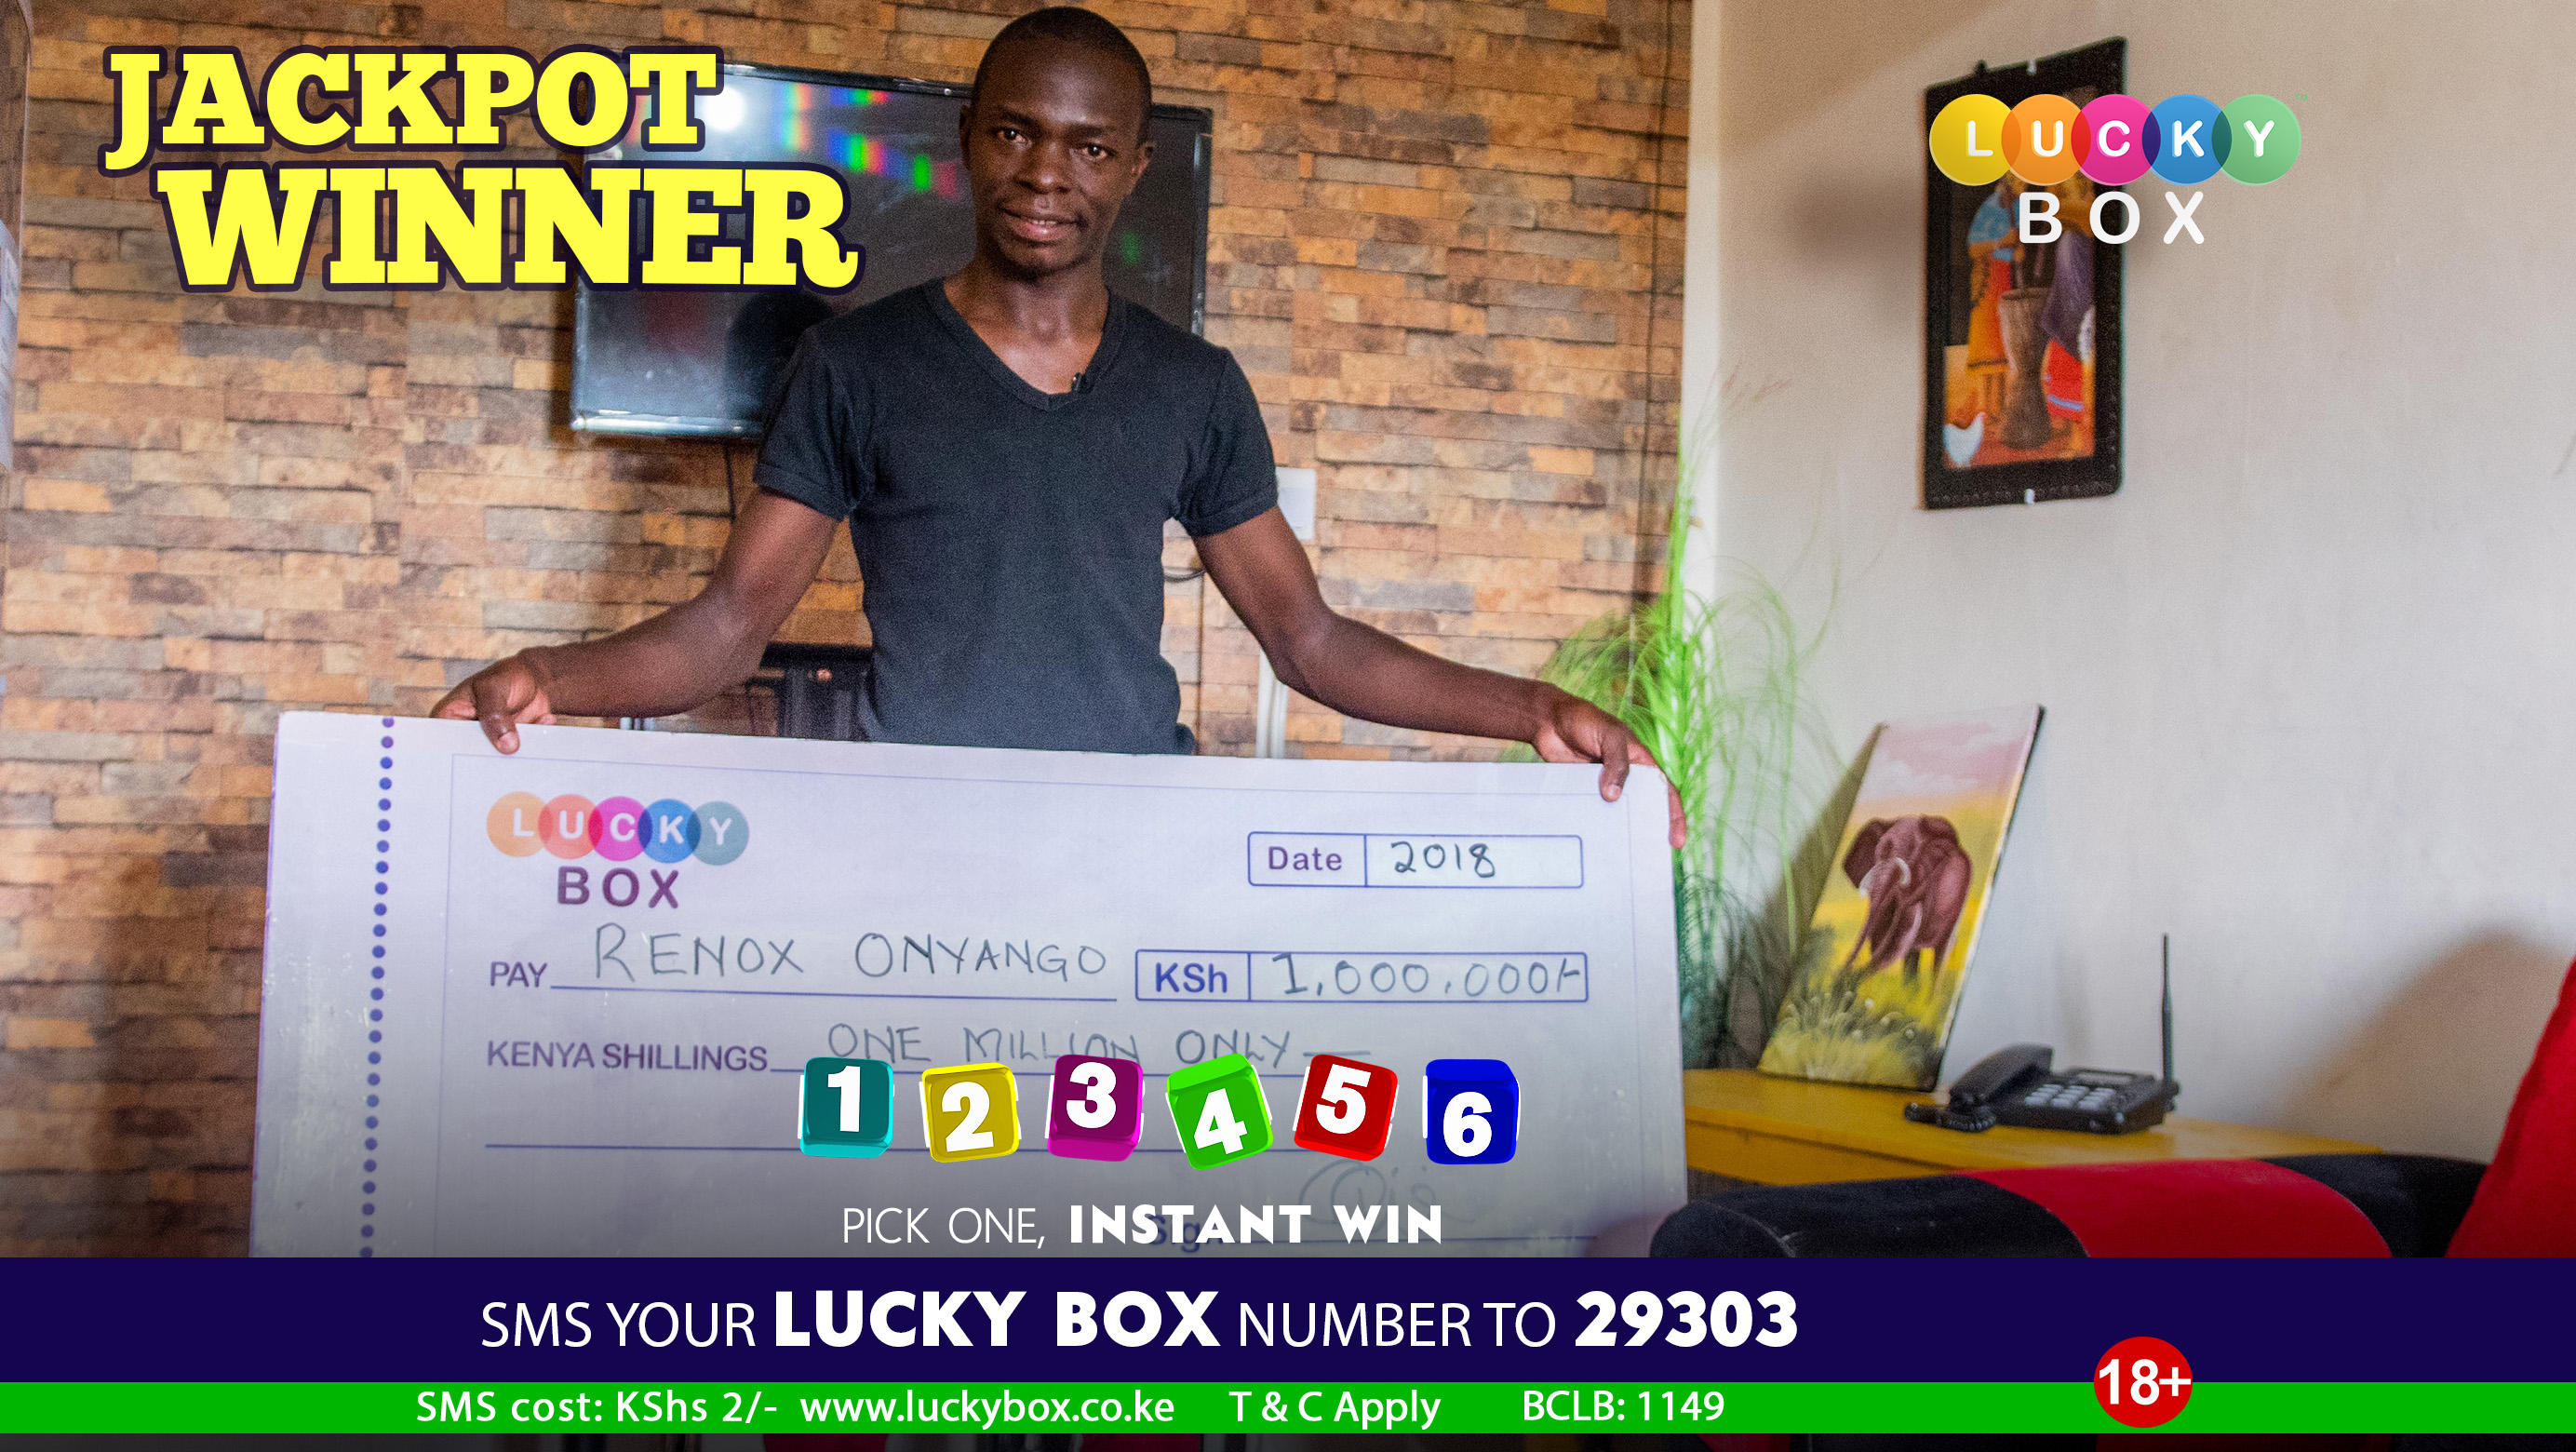 JACKPOT
WINNER
LUCKY
BOX
LUCKY
BOX
Date 2018
PAY RENOX ONYANGO KSh 1,000,000/-
KENYA SHILLINGS ONE MILLION ONLY
1 2 3 4 5 6
PICK ONE, INSTANT WIN
SMS YOUR LUCKY BOX NUMBER TO 29303
18+
SMS cost: KShs 2/- www.luckybox.co.ke T & C Apply BCLB: 1149